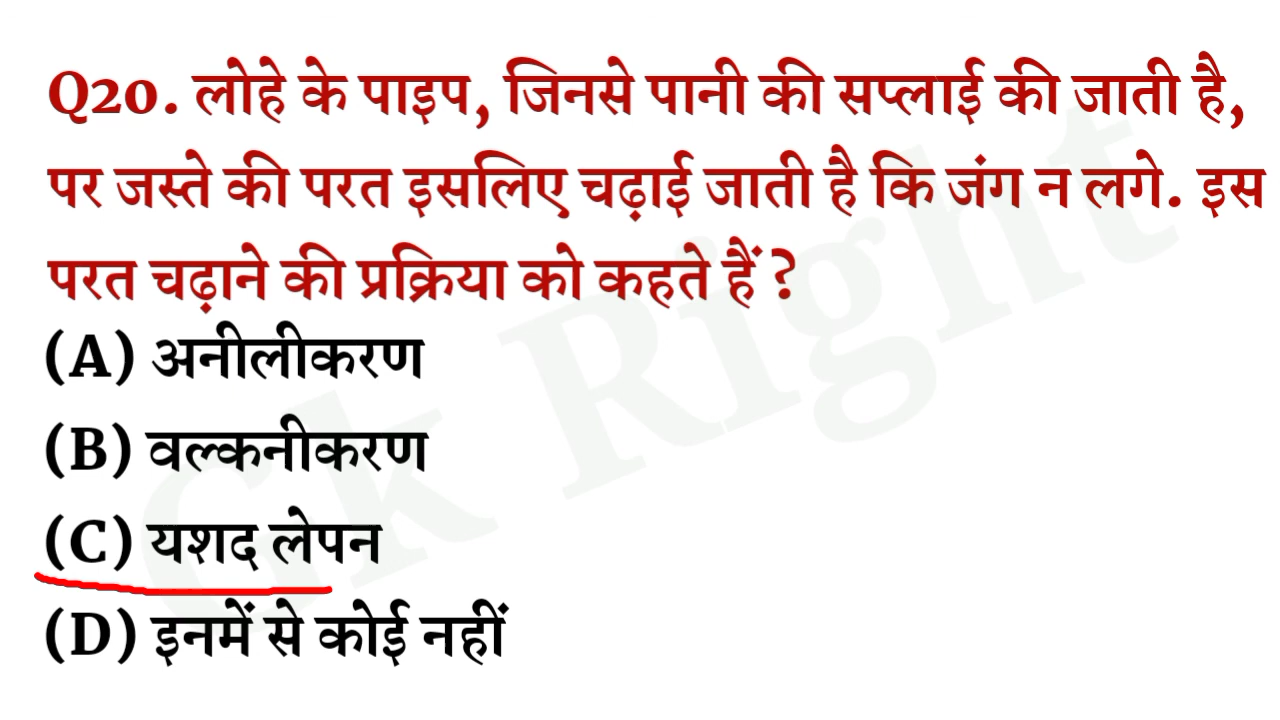 Q20. लोहे के पाइप, जिनसे पानी की सप्लाई की जाती है,
पर जस्ते की परत इसलिए चढ़ाई जाती है कि जंग न लगे. इस
परत चढ़ाने की प्रक्रिया को कहते हैं ?
(A) अनीलीकरण
(B) वल्कनीकरण
(C) यशद लेपन
(D) इनमें से कोई नहीं
Gk Right